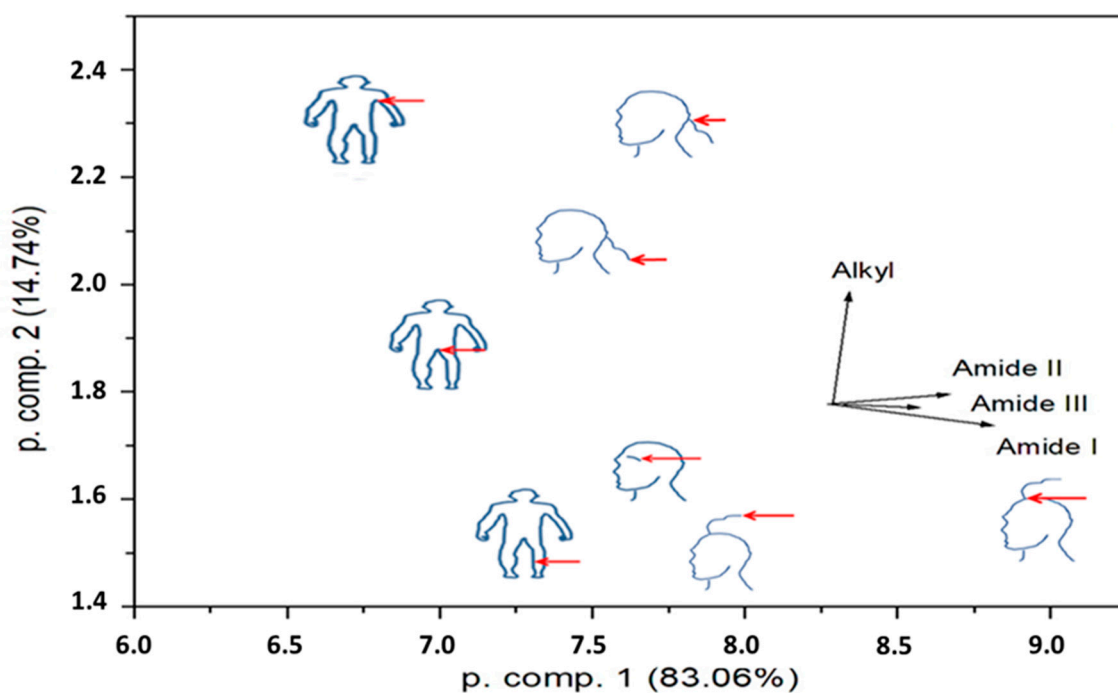 2.4
2.2
2.0
1.8
1.6
1.4
p. comp. 2 (14.74%)
Alkyl
Amide II
Amide III
Amide I
6.0 6.5 7.0 7.5 8.0 8.5 9.0
p. comp. 1 (83.06%)